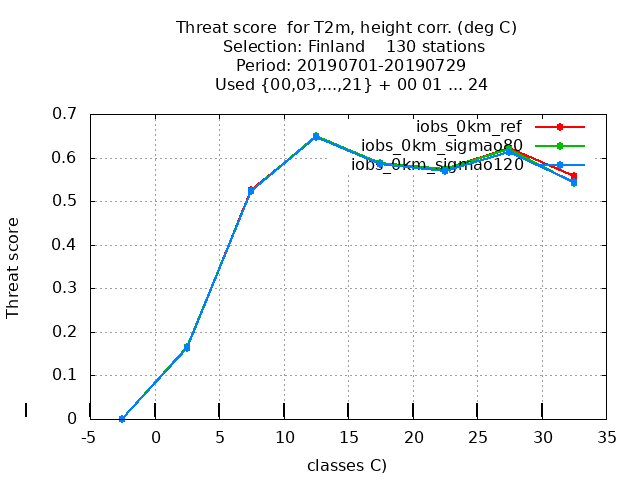 Threat score  for T2m, height corr. (deg C)
Selection: Finland    130 stations
Period: 20190701-20190729
Used {00,03,...,21} + 00 01 ... 24
iobs_0km_ref
iobs_0km_sigmao80
iobs_0km_sigmao120
Threat score
0.7
0.6
0.5
0.4
0.3
0.2
0.1
0
-5
0
5
10
15
20
25
30
35
classes C)